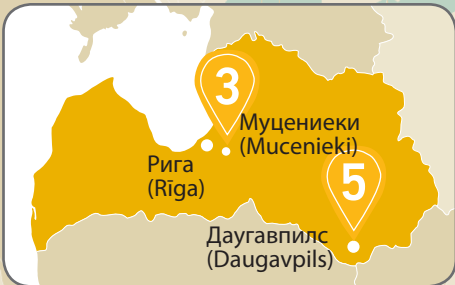 3
Муцениеки
(Mucenieki)
Рига
(Rīga)
5
Даугавпилс
(Daugavpils)